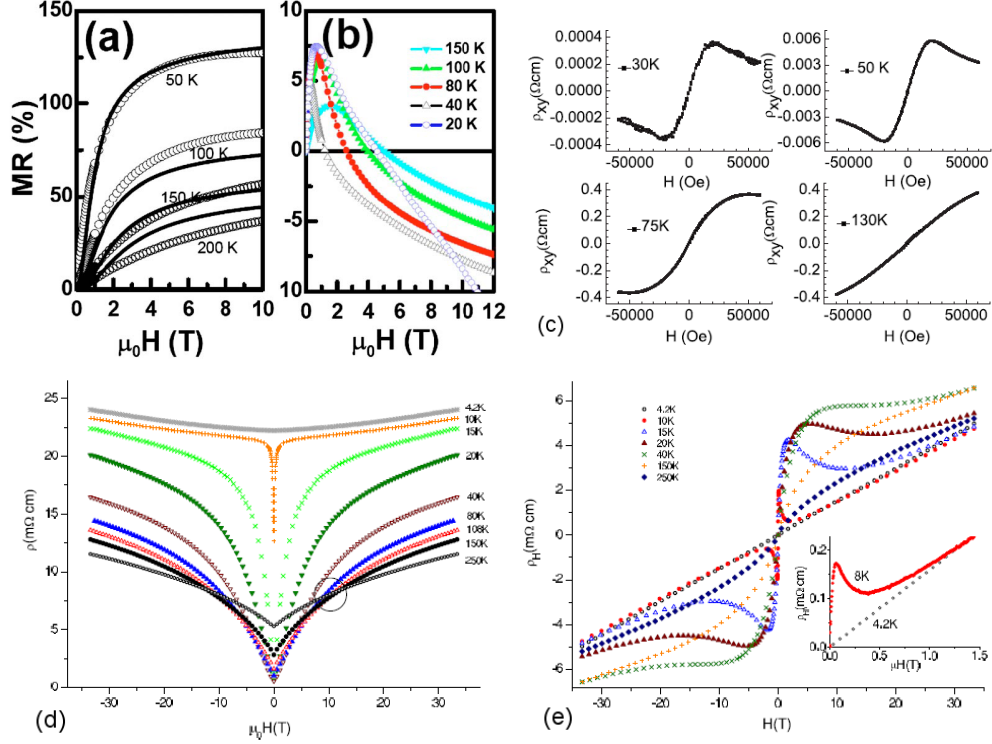 (a)
MR (%)
150
125
100
75
50
25
0
50 K
100 K
150 K
200 K
0 2 4 6 8 10
μ₀H (T)
(b)
10
5
0
-5
10
150 K
100 K
80 K
40 K
20 K
0 2 4 6 8 10 12
μ₀H (T)
(c)
ρxy(Ωcm)
0.0004
0.0002
0.0000
-0.0002
-0.0004
30K
-50000 0 50000
H (Oe)
ρxy(Ωcm)
0.006
0.003
0.000
-0.003
-0.006
50 K
-50000 0 50000
H (Oe)
ρxy(Ωcm)
0.4
0.2
0.0
-0.2
-0.4
75K
-50000 0 50000
H (Oe)
ρxy(Ωcm)
0.4
0.2
0.0
-0.2
-0.4
130K
-50000 0 50000
H (Oe)
(d)
ρ(mΩ cm)
25
20
15
10
5
0
4.2K
10K
15K
20K
40K
80K
108K
150K
250K
-30 -20 -10 0 10 20 30
μ₀H(T)
(e)
ρH(mΩ cm)
6
4
2
0
-2
-4
-6
4.2K
10K
15K
20K
40K
150K
250K
-30 -20 -10 0 10 20 30
H(T)
ρH(mΩ cm)
0.2
0.1
0.0
8K
4.2K
0.0 0.5 1.0 1.5
μH(T)